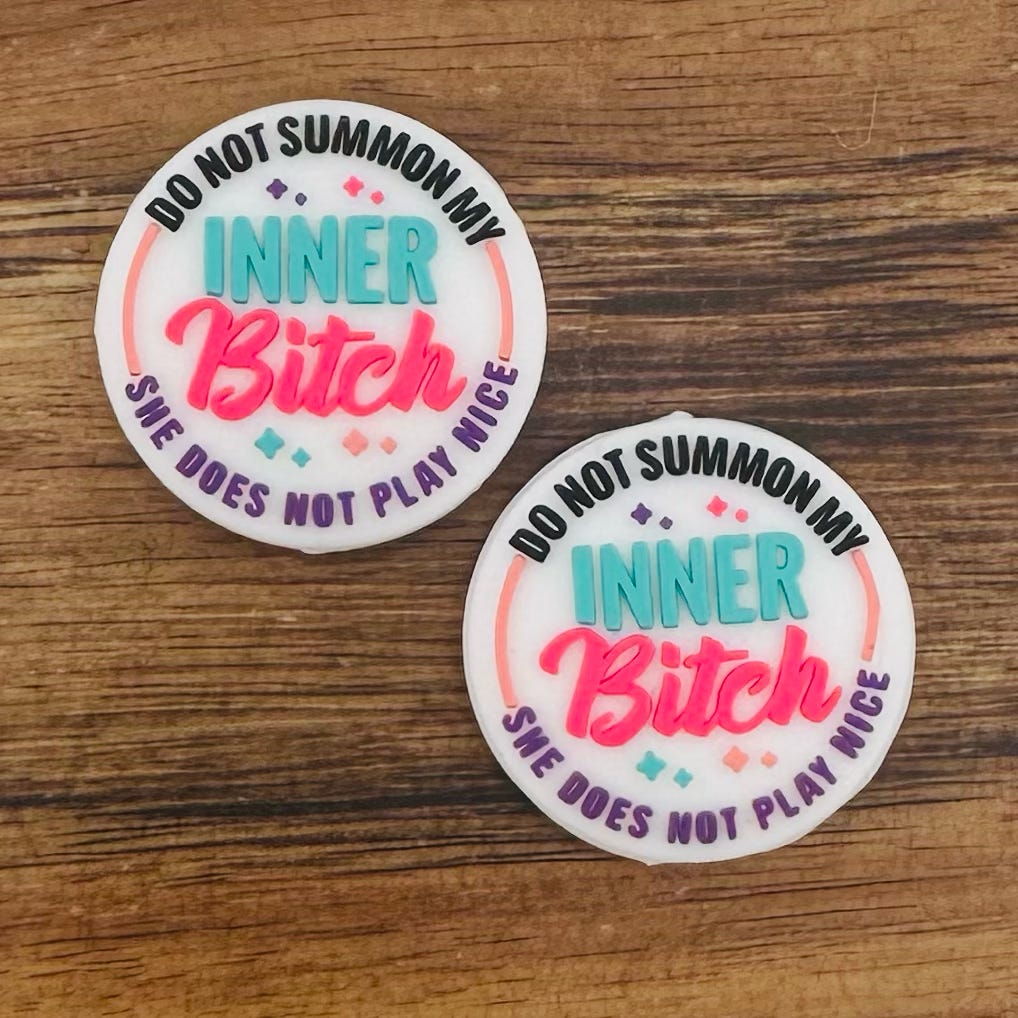 DO NOT SUMMON MY
INNER
Bitch
SHE DOES NOT PLAY NICE
DO NOT SUMMON MY
INNER
Bitch
SHE DOES NOT PLAY NICE